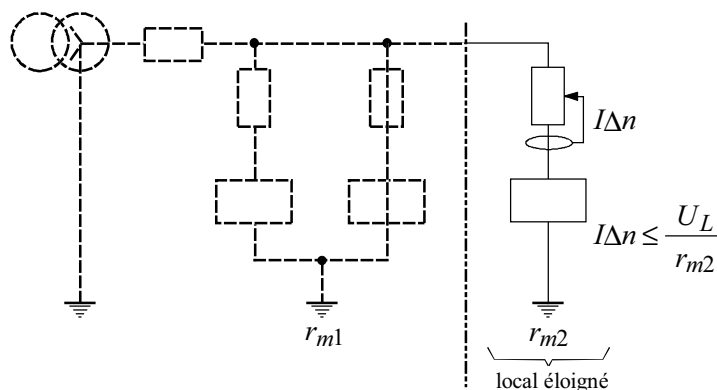 IΔn
IΔn ≤ U_L / r_m2
r_m1
r_m2
local éloigné